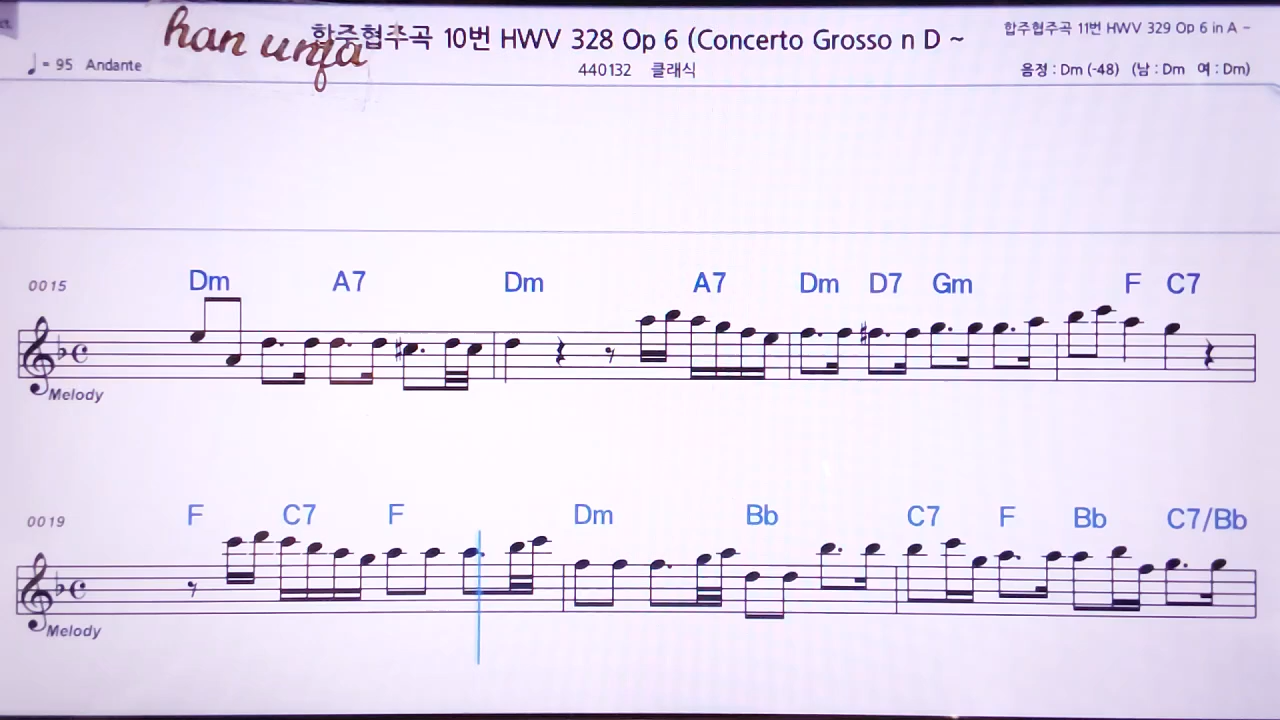 han unja
합주협주곡 10번 HWV 328 Op 6 (Concerto Grosso n D ~
합주협주곡 11번 HWV 329 Op 6 in A ~
♩ = 95 Andante
440132 클래식
음정 : Dm (-48) (남 : Dm 여 : Dm)
0015 Dm A7 Dm A7 Dm D7 Gm F C7
Melody
0019 F C7 F Dm Bb C7 F Bb C7/Bb
Melody